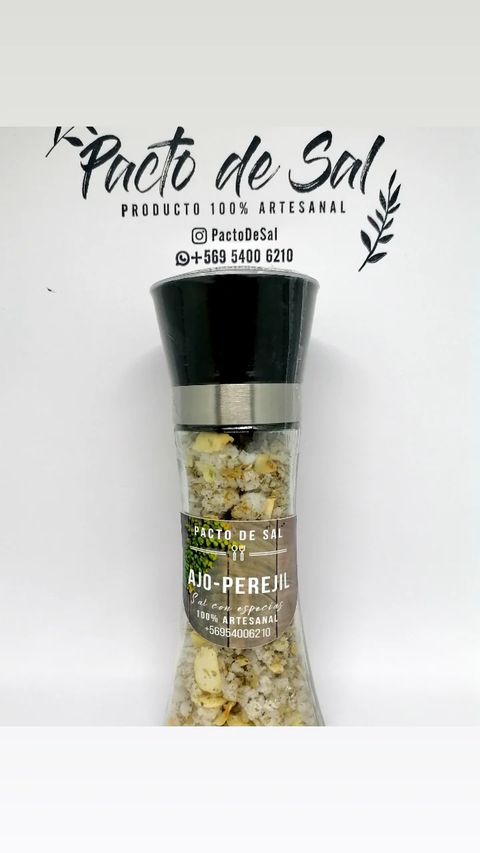 Pacto de Sal
PRODUCTO 100% ARTESANAL
PactoDeSal
+569 5400 6210
PACTO DE SAL
AJO-PEREJIL
Sal con especias
100% ARTESANAL
+56954006210